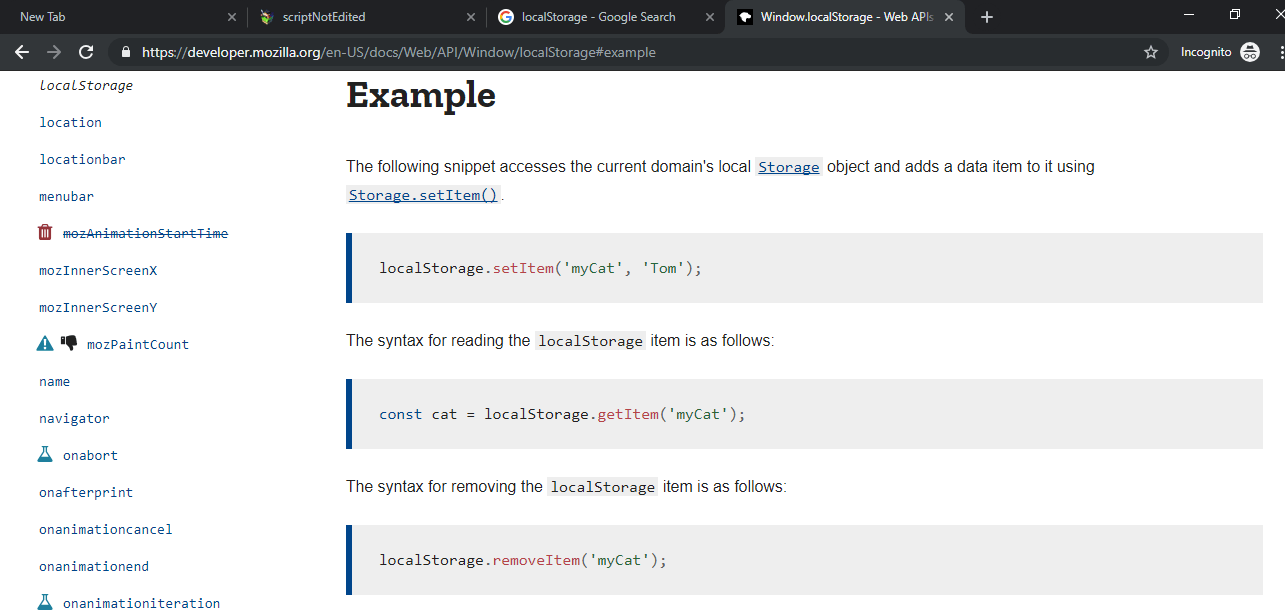 New Tab
scriptNotEdited
localStorage - Google Search
Window.localStorage - Web APIs
https://developer.mozilla.org/en-US/docs/Web/API/Window/localStorage#example
Incognito
localStorage
location
locationbar
menubar
mozAnimationStartTime
mozInnerScreenX
mozInnerScreenY
mozPaintCount
name
navigator
onabort
onafterprint
onanimationcancel
onanimationend
onanimationiteration
Example
The following snippet accesses the current domain's local Storage object and adds a data item to it using
Storage.setItem().
localStorage.setItem('myCat', 'Tom');
The syntax for reading the localStorage item is as follows:
const cat = localStorage.getItem('myCat');
The syntax for removing the localStorage item is as follows:
localStorage.removeItem('myCat');